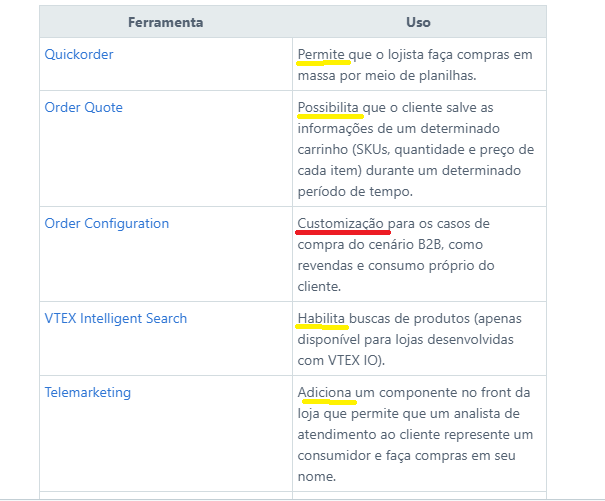 Ferramenta Uso
Quickorder
Permite que o lojista faça compras em
massa por meio de planilhas.
Order Quote
Possibilita que o cliente salve as
informações de um determinado
carrinho (SKUs, quantidade e preço de
cada item) durante um determinado
período de tempo.
Order Configuration
Customização para os casos de
compra do cenário B2B, como
revendas e consumo próprio do
cliente.
VTEX Intelligent Search
Habilita buscas de produtos (apenas
disponível para lojas desenvolvidas
com VTEX IO).
Telemarketing
Adiciona um componente no front da
loja que permite que um analista de
atendimento ao cliente represente um
consumidor e faça compras em seu
nome.